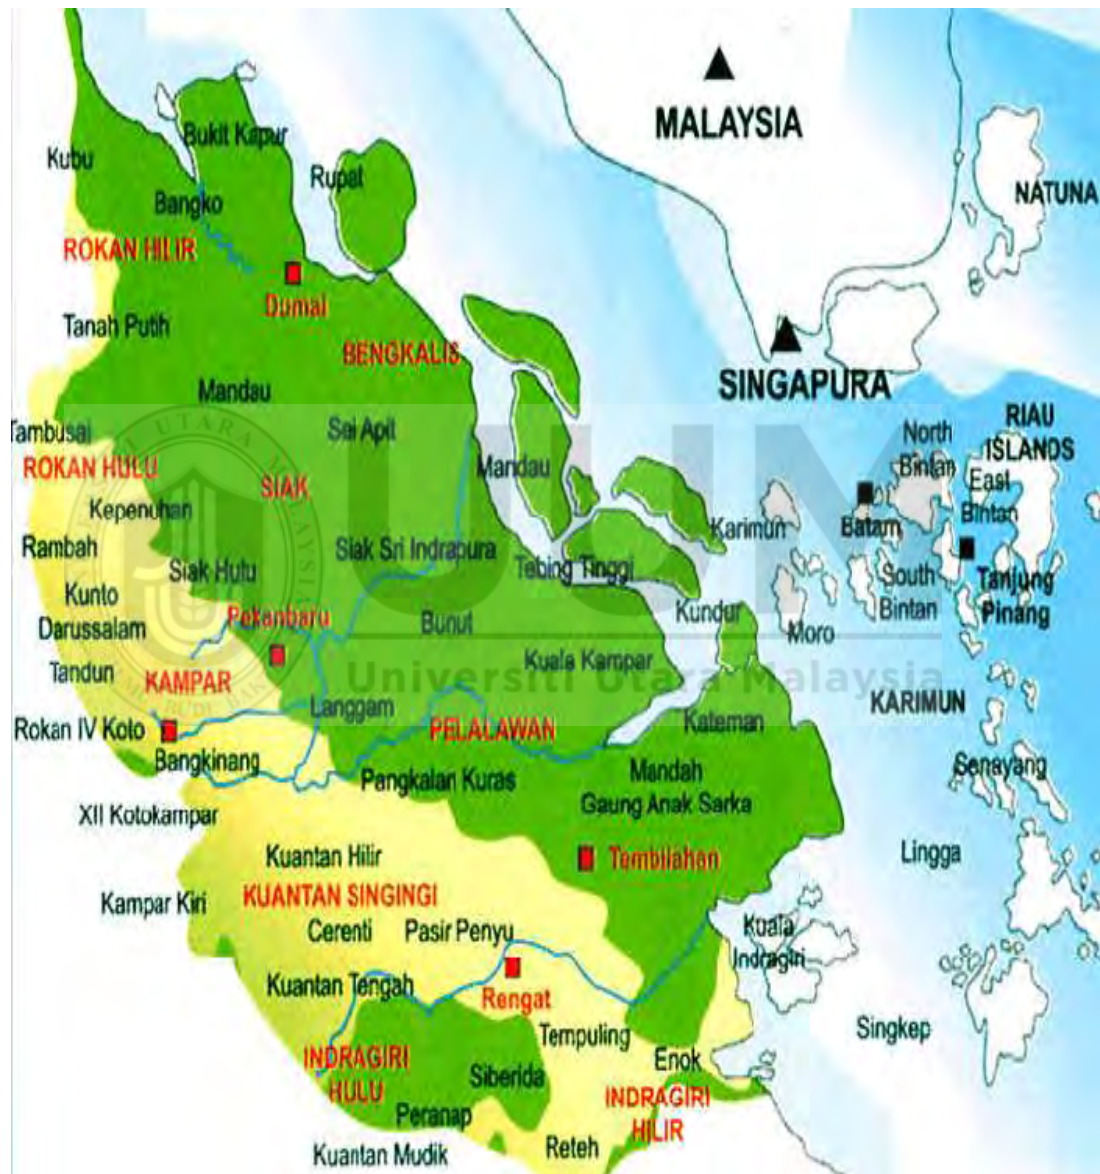 MALAYSIA
Bukit Kapur
Kubu
Rupat
NATUNA
Bangko
ROKAN HILIR
Dumai
Tanah Putih
BENGKALIS
SINGAPURA
Mandau
RIAU
ISLANDS
Tambusai
Sei Apit
North
Bintan
ROKAN HULU
Mandau
East
Bintan
SIAK
Kepenuhan
Karimun
Batam
Rambah
Siak Sri Indrapura
Siak Hulu
Tebing Tinggi
South
Bintan
Tanjung
Pinang
Kunto
Darussalam
Pekanbaru
Bunut
Kundur
Moro
UUM
Universiti Utara Malaysia
UNIVERSITI UTARA MALAYSIA
Tandun
KAMPAR
Kuala Kampar
KARIMUN
Langgam
Rokan IV Koto
PELALAWAN
Kateman
Bangkinang
Pangkalan Kuras
Mandah
Senayang
Gaung Anak Sarka
XII Kotokampar
Kuantan Hilir
Tembilahan
Lingga
KUANTAN SINGINGI
Kampar Kiri
Cerenti
Pasir Penyu
Kuala
Indragiri
Kuantan Tengah
Rengat
Singkep
Tempuling
INDRAGIRI
HULU
Enok
Siberida
INDRAGIRI
HILIR
Peranap
Reteh
Kuantan Mudik